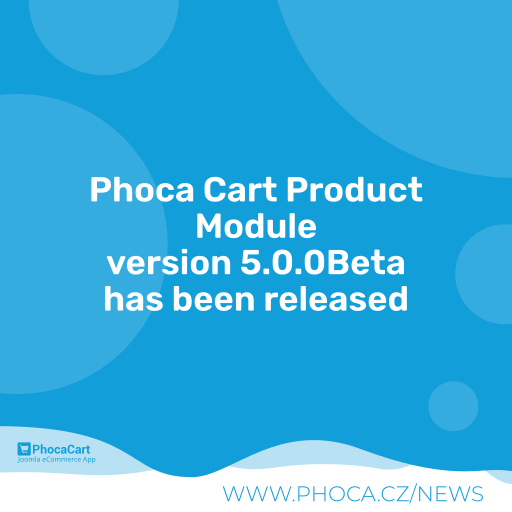 Phoca Cart Product
Module
version 5.0.0Beta
has been released
PhocaCart
Joomla eCommerce App
WWW.PHOCA.CZ/NEWS